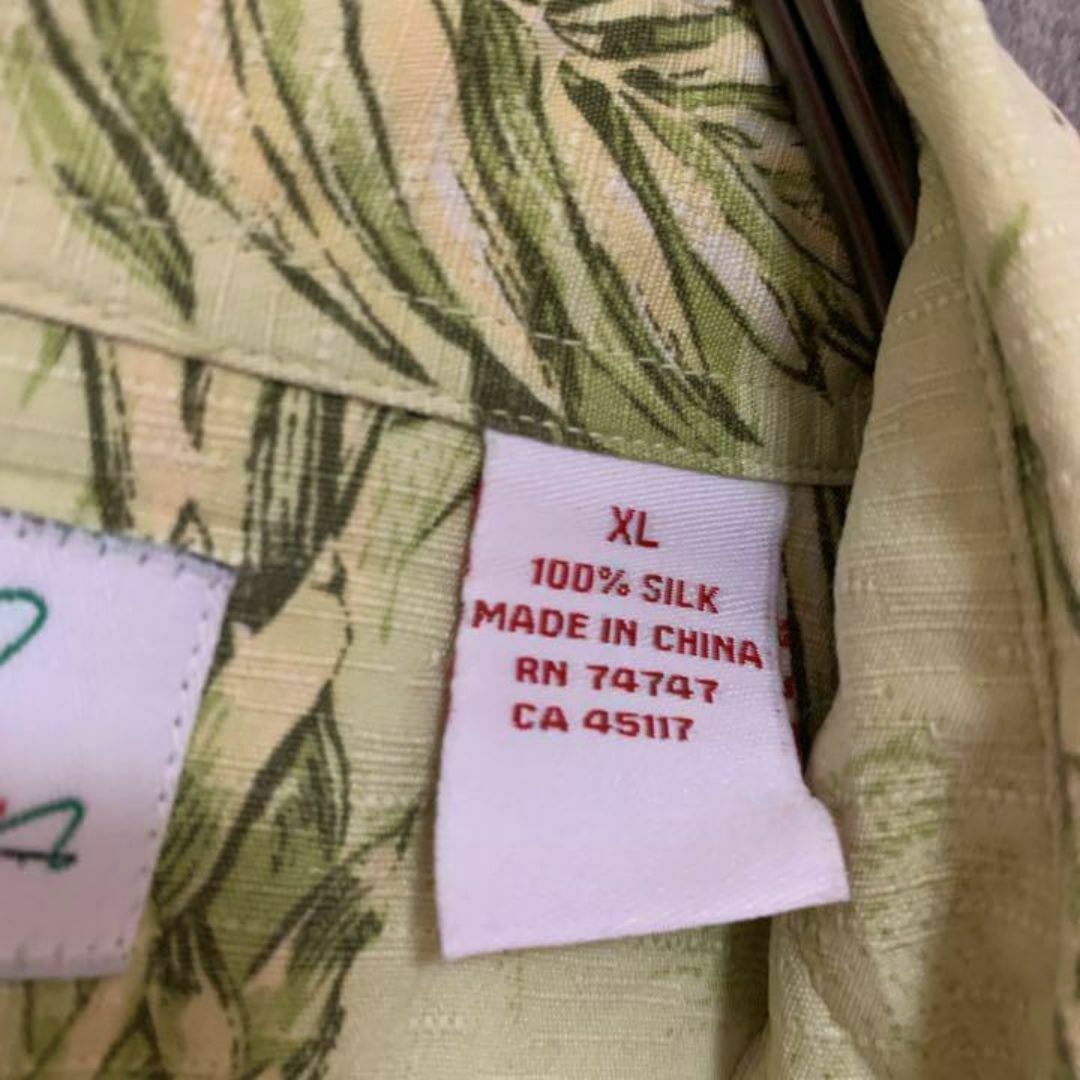 XL
100% SILK
MADE IN CHINA
RN 74747
CA 45117